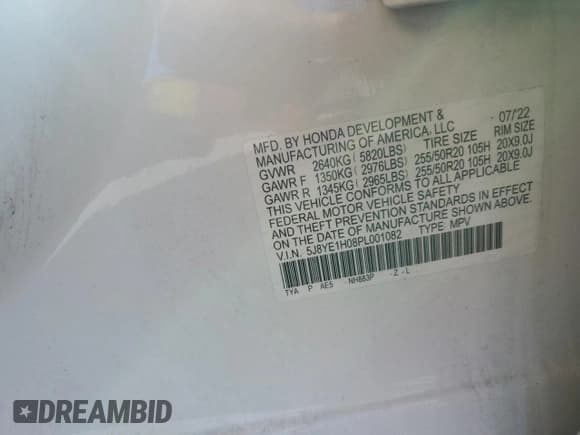 MFD. BY HONDA DEVELOPMENT & 07/22
MANUFACTURING OF AMERICA, LLC TIRE SIZE RIM SIZE
GVWR 2640KG ( 5820LBS)
GAWR F 1350KG ( 2976LBS) 255/50R20 105H 20X9.0J
GAWR R 1345KG ( 2965LBS) 255/50R20 105H 20X9.0J
THIS VEHICLE CONFORMS TO ALL APPLICABLE
FEDERAL MOTOR VEHICLE SAFETY
AND THEFT PREVENTION STANDARDS IN EFFECT
ON THE DATE OF MANUFACTURE SHOWN ABOVE.
V.I.N. 5J8YE1H08PL001082 TYPE MPV
TYA P AE5 -NH883P -Z -L
DREAMBID